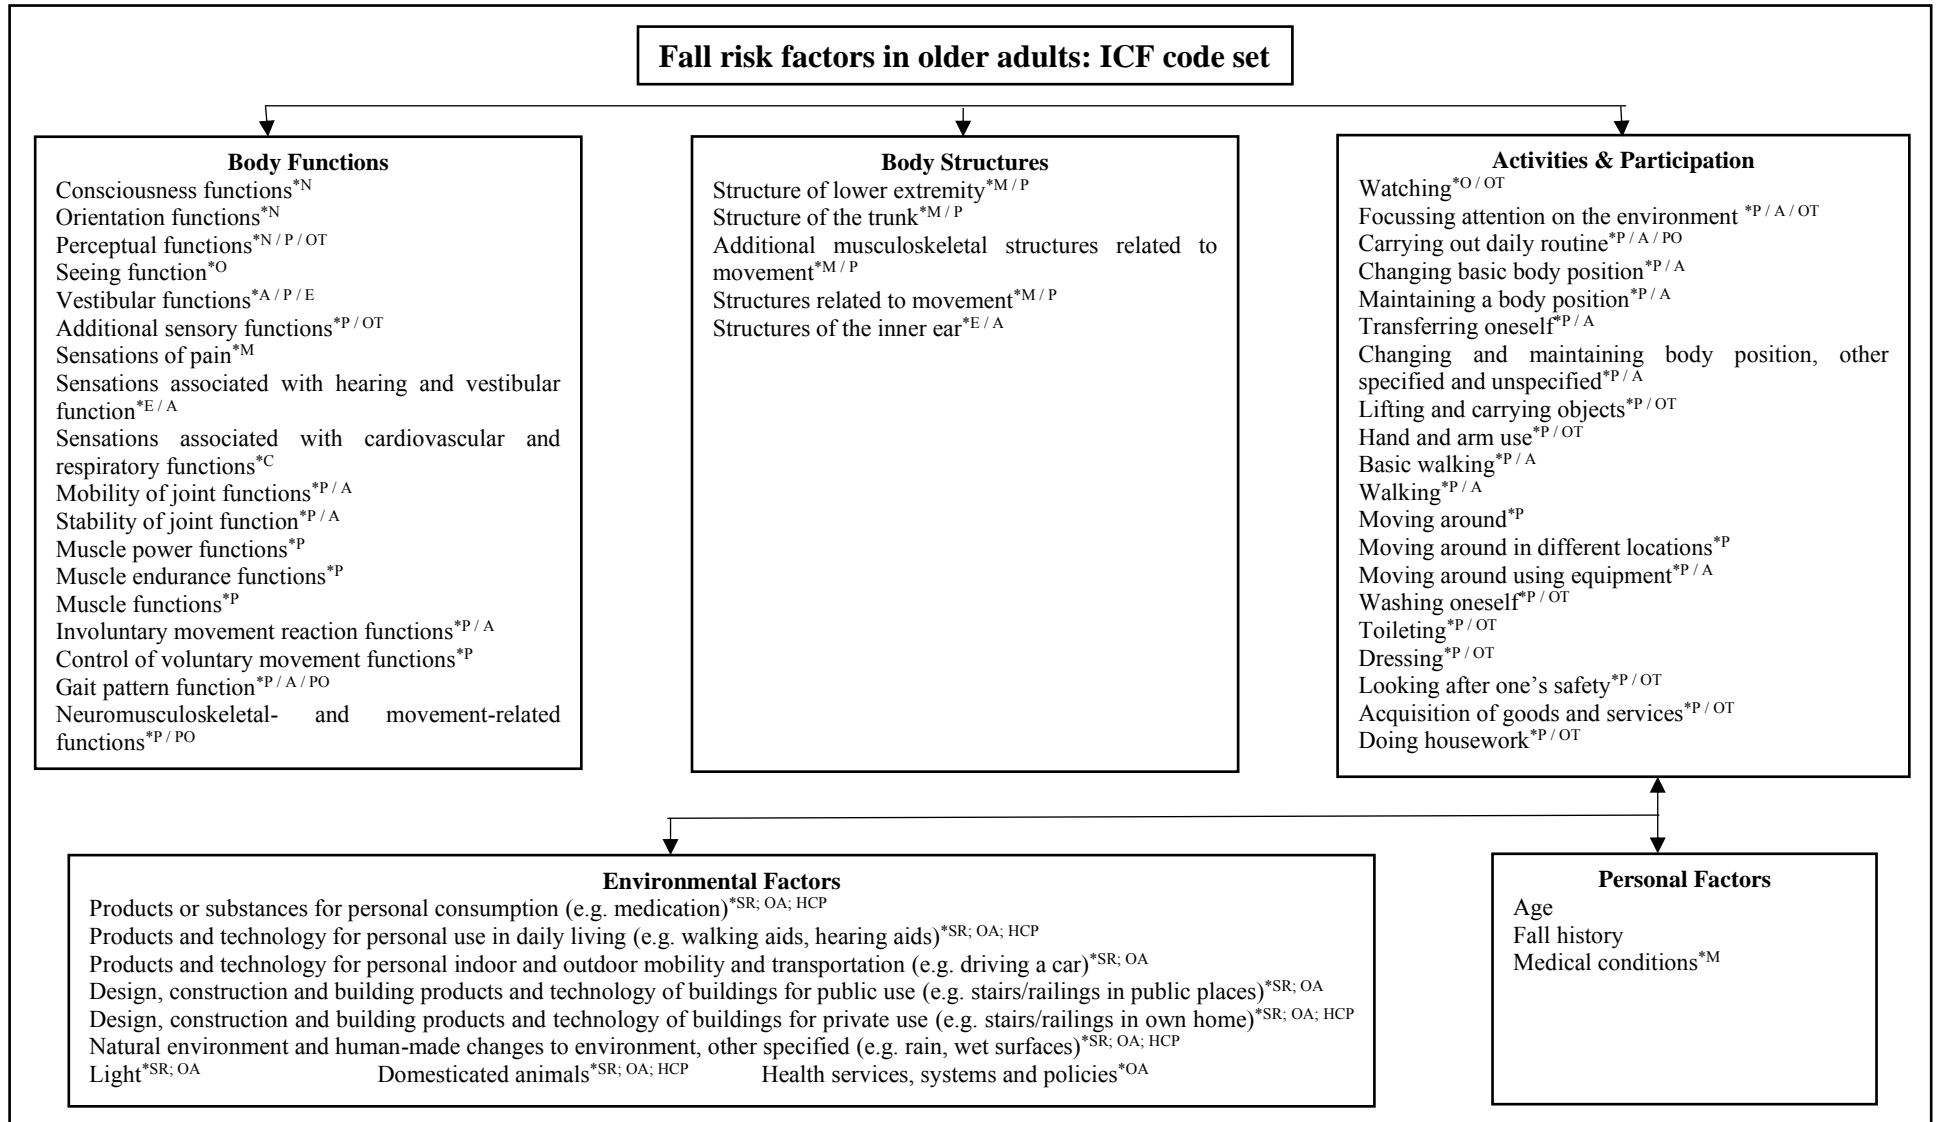 Fall risk factors in older adults: ICF code set
Body Functions
Consciousness functions*N
Orientation functions*N
Perceptual functions*N / P / OT
Seeing function*O
Vestibular functions*A / P / E
Additional sensory functions*P / OT
Sensations of pain*M
Sensations associated with hearing and vestibular
function*E / A
Sensations associated with cardiovascular and
respiratory functions*C
Mobility of joint functions*P / A
Stability of joint function*P / A
Muscle power functions*P
Muscle endurance functions*P
Muscle functions*P
Involuntary movement reaction functions*P / A
Control of voluntary movement functions*P
Gait pattern function*P / A / PO
Neuromusculoskeletal- and movement-related
functions*P / PO
Body Structures
Structure of lower extremity*M / P
Structure of the trunk*M / P
Additional musculoskeletal structures related to
movement*M / P
Structures related to movement*M / P
Structures of the inner ear*E / A
Activities & Participation
Watching*O / OT
Focussing attention on the environment *P / A / OT
Carrying out daily routine*P / A / PO
Changing basic body position*P / A
Maintaining a body position*P / A
Transferring oneself*P / A
Changing and maintaining body position, other
specified and unspecified*P / A
Lifting and carrying objects*P / OT
Hand and arm use*P / OT
Basic walking*P / A
Walking*P / A
Moving around*P
Moving around in different locations*P
Moving around using equipment*P / A
Washing oneself*P / OT
Toileting*P / OT
Dressing*P / OT
Looking after one's safety*P / OT
Acquisition of goods and services*P / OT
Doing housework*P / OT
Environmental Factors
Products or substances for personal consumption (e.g. medication)*SR; OA; HCP
Products and technology for personal use in daily living (e.g. walking aids, hearing aids)*SR; OA; HCP
Products and technology for personal indoor and outdoor mobility and transportation (e.g. driving a car)*SR; OA
Design, construction and building products and technology of buildings for public use (e.g. stairs/railings in public places)*SR; OA
Design, construction and building products and technology of buildings for private use (e.g. stairs/railings in own home)*SR; OA; HCP
Natural environment and human-made changes to environment, other specified (e.g. rain, wet surfaces)*SR; OA; HCP
Light*SR; OA Domesticated animals*SR; OA; HCP Health services, systems and policies*OA
Personal Factors
Age
Fall history
Medical conditions*M